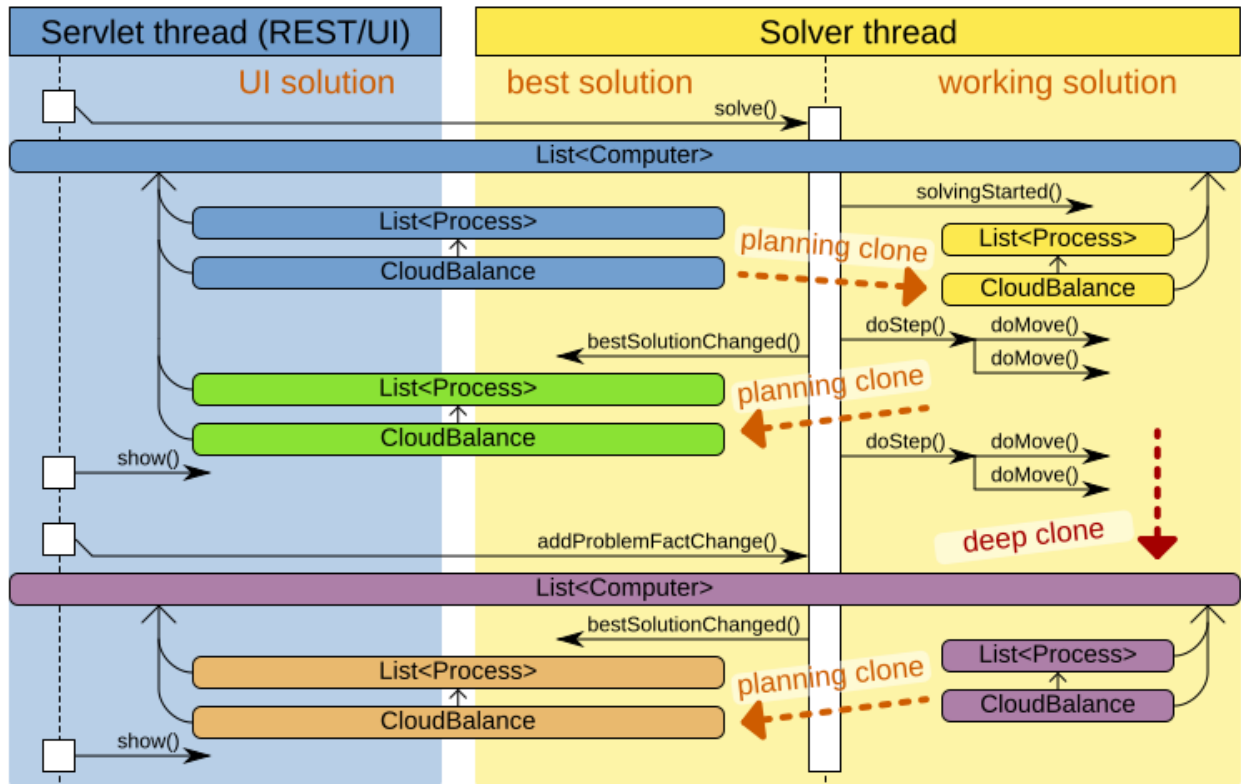 Servlet thread (REST/UI)
Solver thread
UI solution
best solution
working solution
solve()
List<Computer>
solvingStarted()
List<Process>
List<Process>
planning clone
CloudBalance
CloudBalance
doStep()
doMove()
bestSolutionChanged()
doMove()
List<Process>
planning clone
CloudBalance
doStep()
doMove()
show()
doMove()
addProblemFactChange()
deep clone
List<Computer>
bestSolutionChanged()
List<Process>
List<Process>
planning clone
CloudBalance
CloudBalance
show()